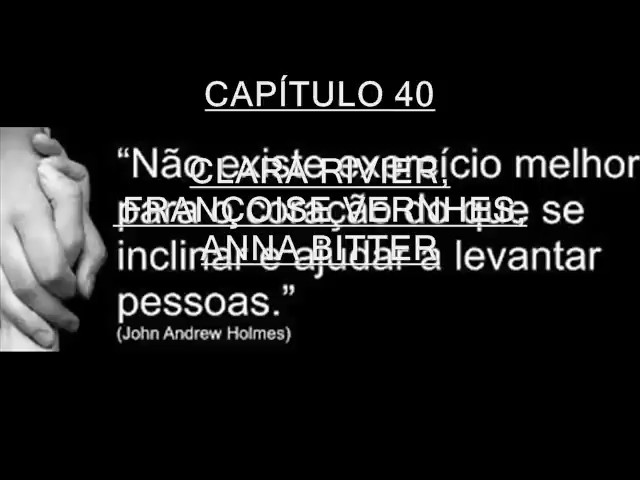 CAPÍTULO 40
“Não existe exercício melhor
para o coração do que se
inclinar e ajudar a levantar
pessoas.”
(John Andrew Holmes)
CLARA RIVIER,
FRANÇOISE VERNHES,
ANNA BITTER